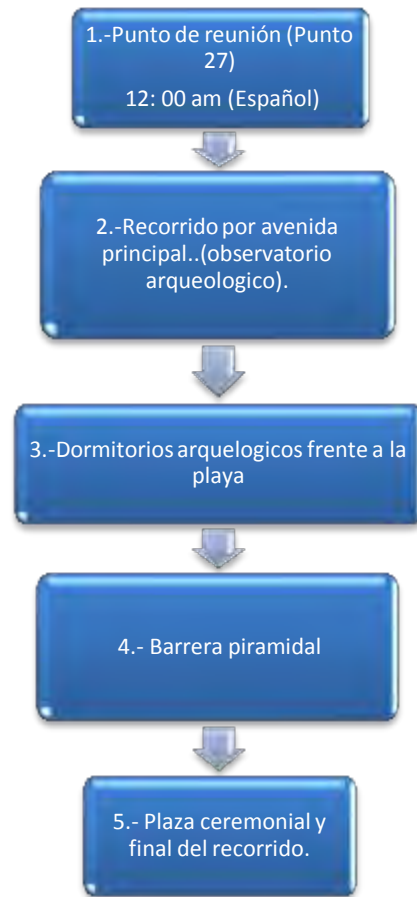 1.-Punto de reunión (Punto
27)
12: 00 am (Español)
2.-Recorrido por avenida
principal..(observatorio
arqueologico).
3.-Dormitorios arquelogicos frente a la
playa
4.- Barrera piramidal
5.- Plaza ceremonial y
final del recorrido.